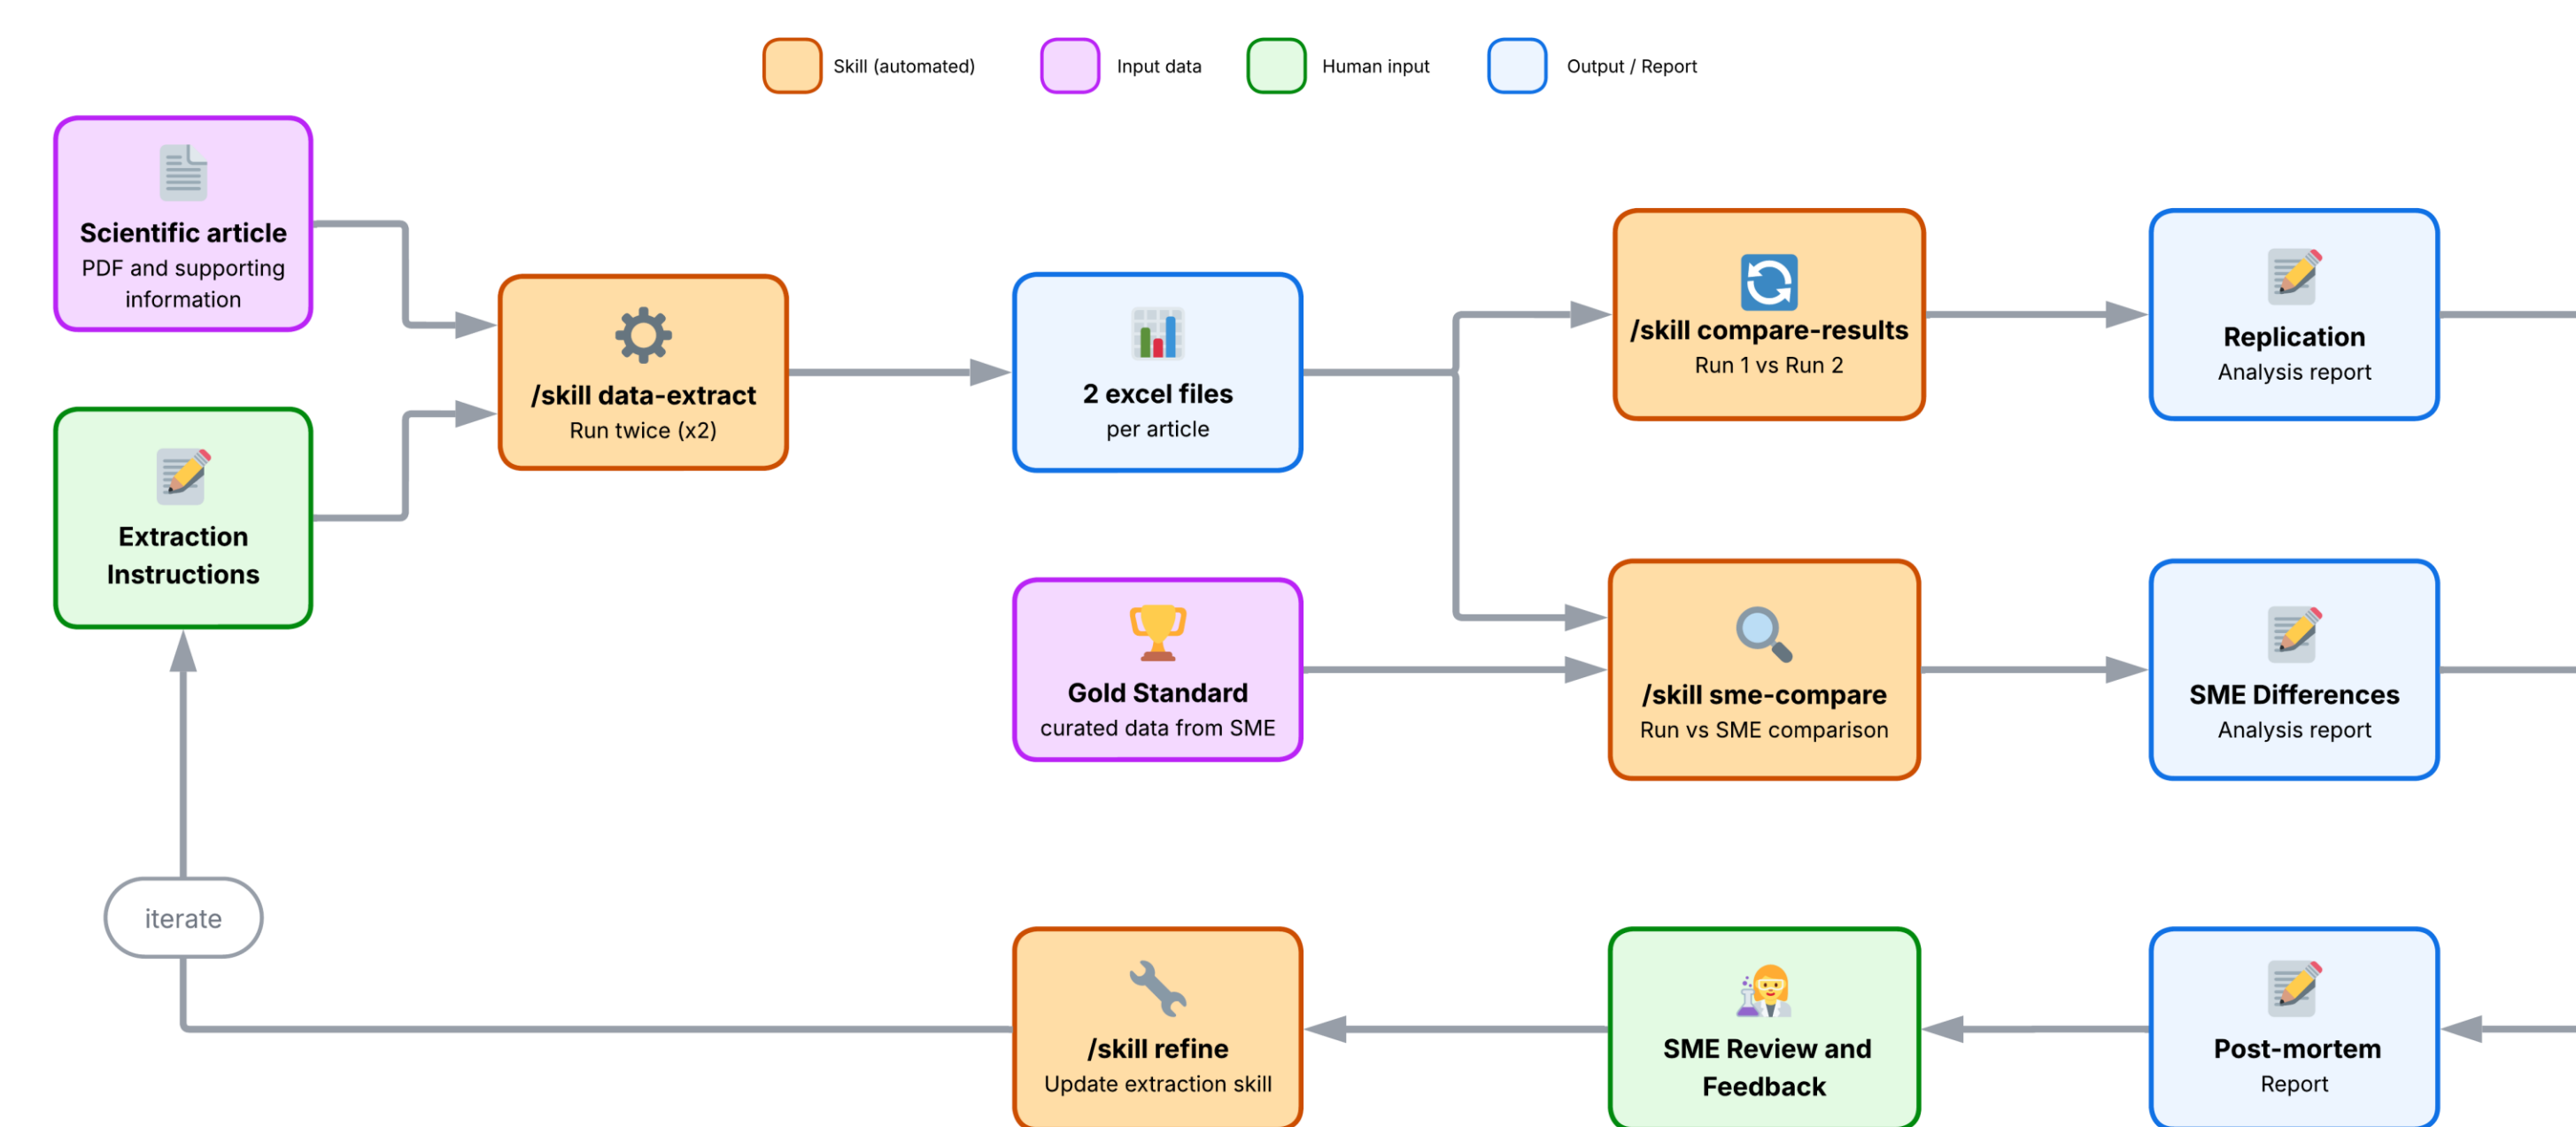 Skill (automated)
Input data
Human input
Output / Report
Scientific article
PDF and supporting
information
Extraction
Instructions
/skill data-extract
Run twice (x2)
2 excel files
per article
/skill compare-results
Run 1 vs Run 2
Replication
Analysis report
Gold Standard
curated data from SME
/skill sme-compare
Run vs SME comparison
SME Differences
Analysis report
iterate
/skill refine
Update extraction skill
SME Review and
Feedback
Post-mortem
Report